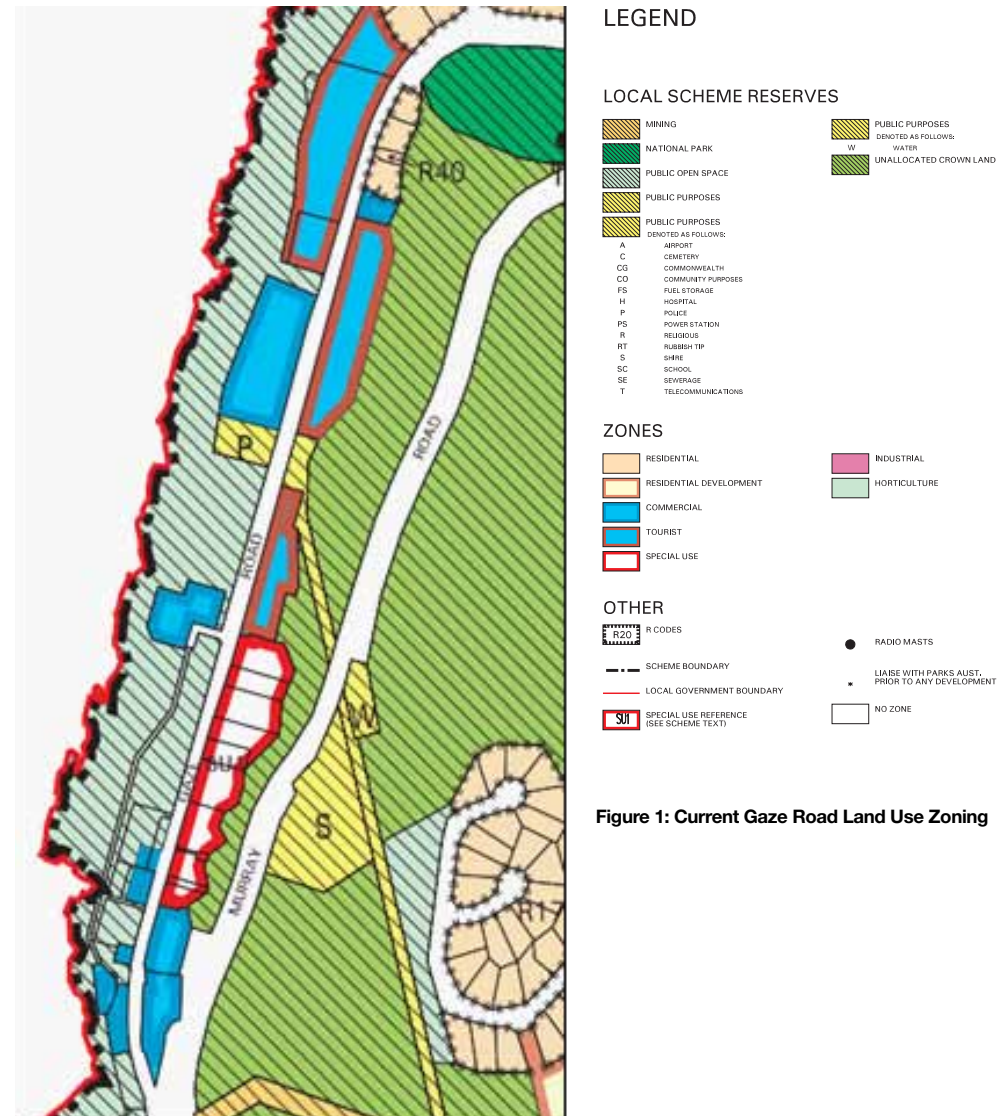 LEGEND
LOCAL SCHEME RESERVES
MINING
NATIONAL PARK
PUBLIC OPEN SPACE
PUBLIC PURPOSES
PUBLIC PURPOSES
DENOTED AS FOLLOWS:
A AIRPORT
C CEMETERY
CG COMMONWEALTH
CO COMMUNITY PURPOSES
FS FUEL STORAGE
H HOSPITAL
P POLICE
PS POWER STATION
R RELIGIOUS
RT RUBBISH TIP
S SHIRE
SC SCHOOL
SE SEWERAGE
T TELECOMMUNICATIONS
PUBLIC PURPOSES
DENOTED AS FOLLOWS:
W WATER
UNALLOCATED CROWN LAND
ZONES
RESIDENTIAL
RESIDENTIAL DEVELOPMENT
COMMERCIAL
TOURIST
SPECIAL USE
INDUSTRIAL
HORTICULTURE
OTHER
R20 R CODES
SCHEME BOUNDARY
LOCAL GOVERNMENT BOUNDARY
SU1 SPECIAL USE REFERENCE
(SEE SCHEME TEXT)
RADIO MASTS
LIAISE WITH PARKS AUST.
PRIOR TO ANY DEVELOPMENT
NO ZONE
Figure 1: Current Gaze Road Land Use Zoning
R40
P
ROAD
ROAD
W
S
MURRAY